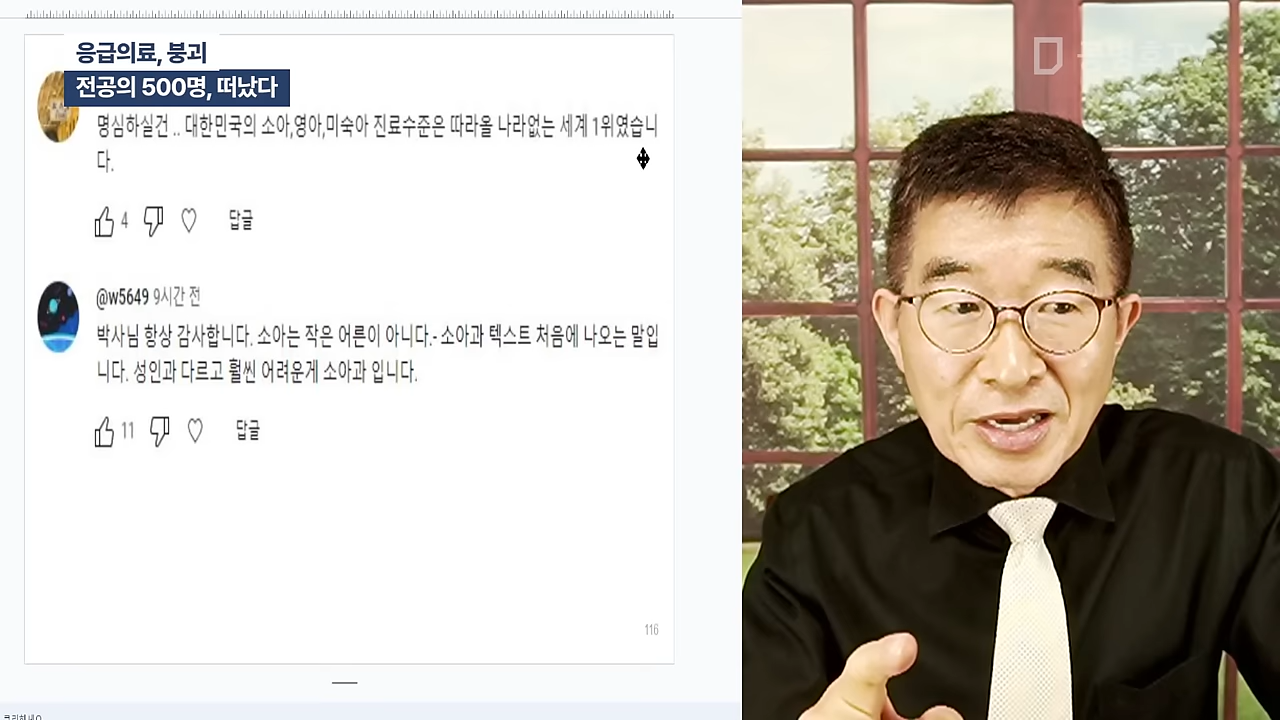 응급의료, 붕괴
전공의 500명, 떠났다
명심하실건 .. 대한민국의 소아,영아,미숙아 진료수준은 따라올 나라없는 세계 1위였습니
다.
4 답글
@w5649 9시간 전
박사님 항상 감사합니다. 소아는 작은 어른이 아니다.- 소아과 텍스트 처음에 나오는 말입
니다. 성인과 다르고 훨씬 어려운게 소아과 입니다.
11 답글
116